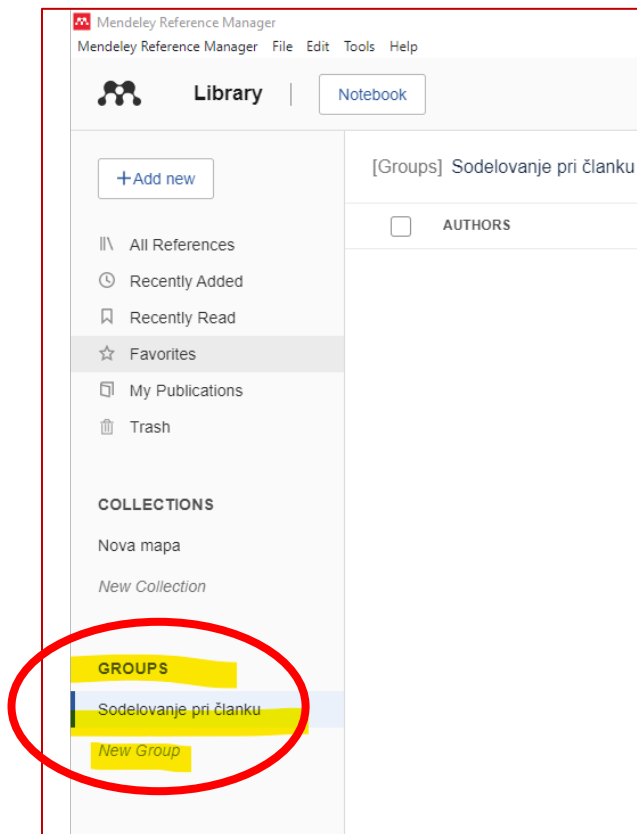 Mendeley Reference Manager
Mendeley Reference Manager File Edit Tools Help
Library | Notebook
+Add new
[Groups] Sodelovanje pri članku
AUTHORS
All References
Recently Added
Recently Read
Favorites
My Publications
Trash
COLLECTIONS
Nova mapa
New Collection
GROUPS
Sodelovanje pri članku
New Group